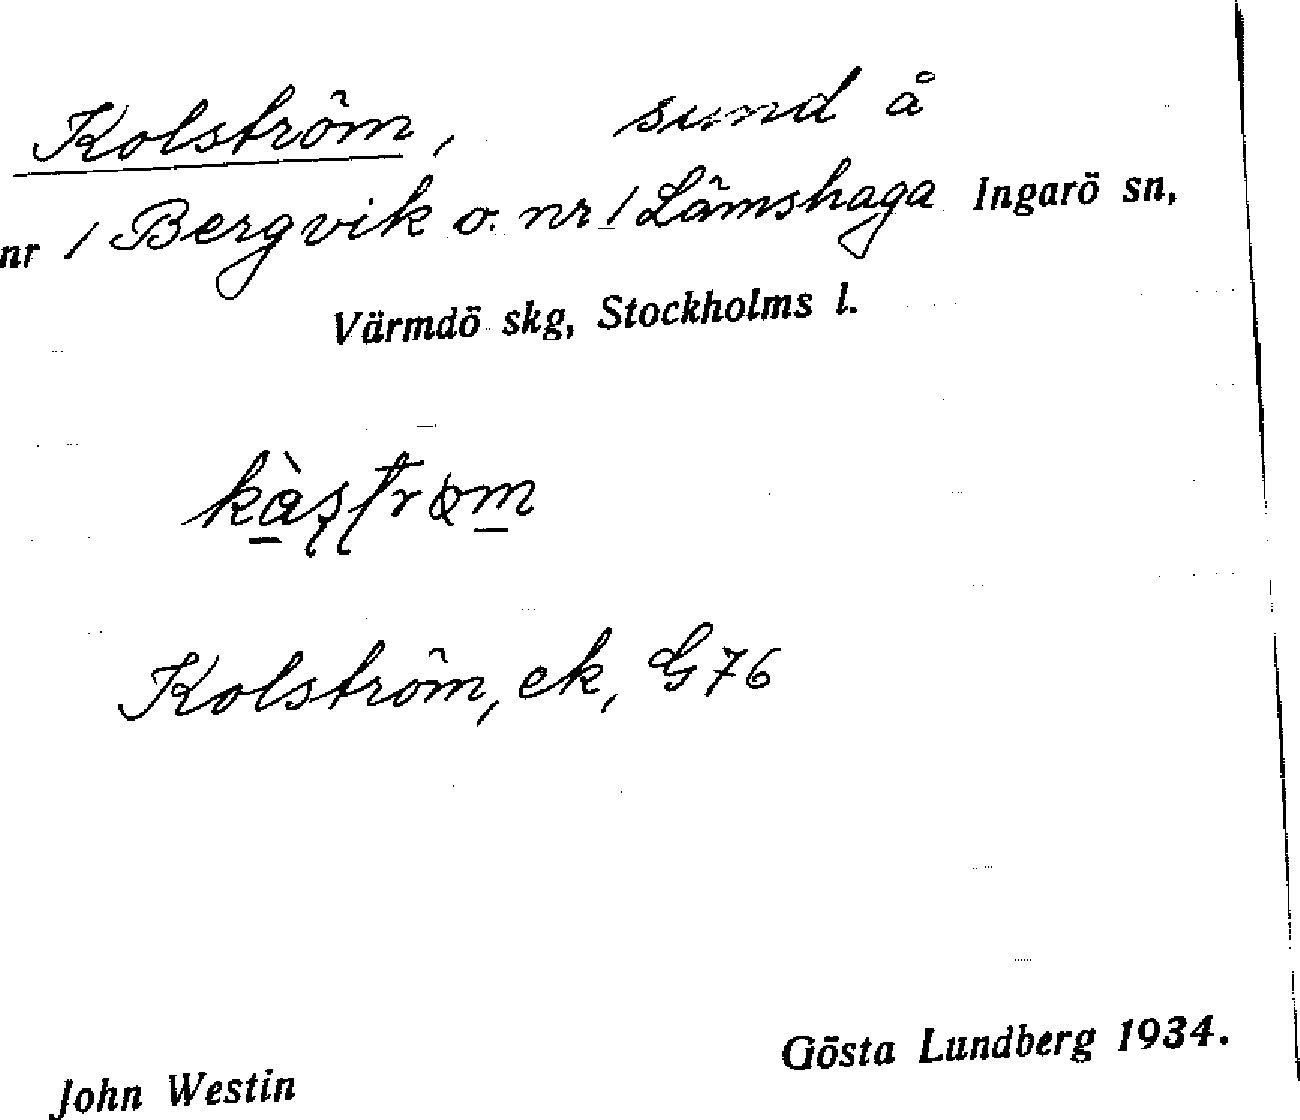 Kolström, sund å
nr 1 Bergvik o. nr 1 Lämshaga Ingarö sn,
Värmdö skg, Stockholms l.
Kolström, ek, G76
Gösta Lundberg 1934.
John Westin